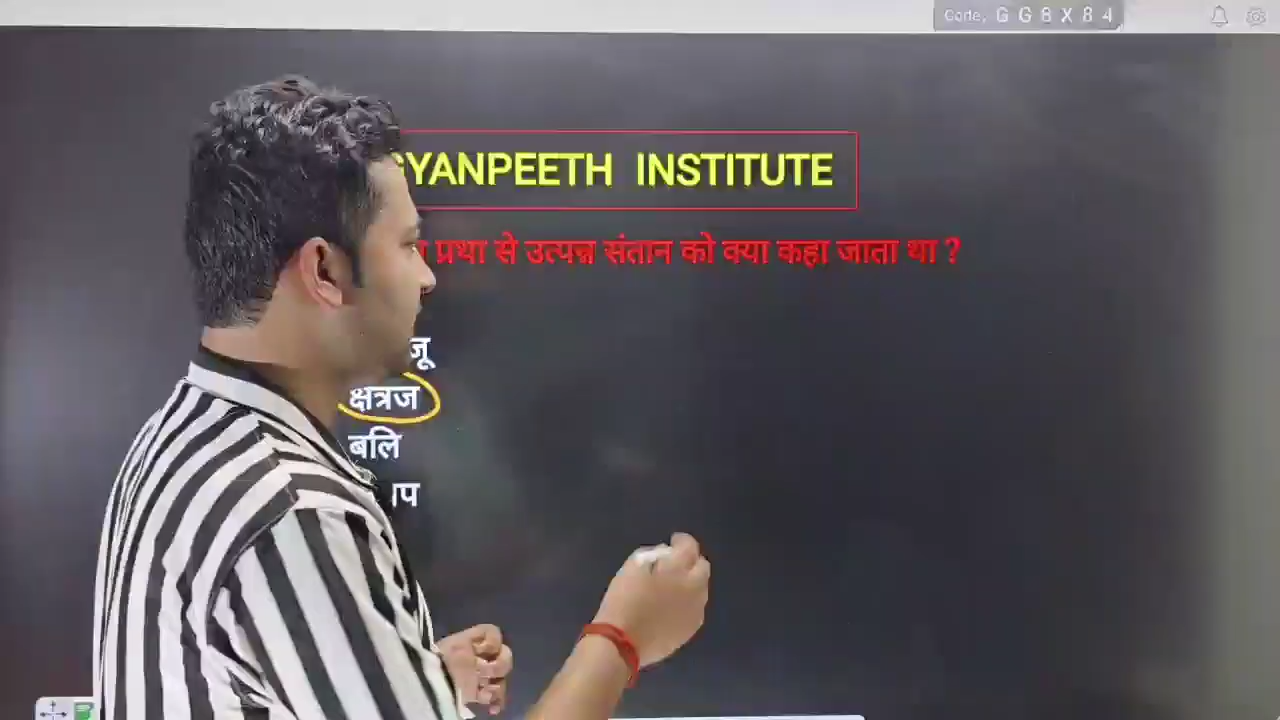 Code, G G 8 X 8 4
GYANPEETH INSTITUTE
प्रथा से उत्पन्न संतान को क्या कहा जाता था ?
क्षत्रज
बलि